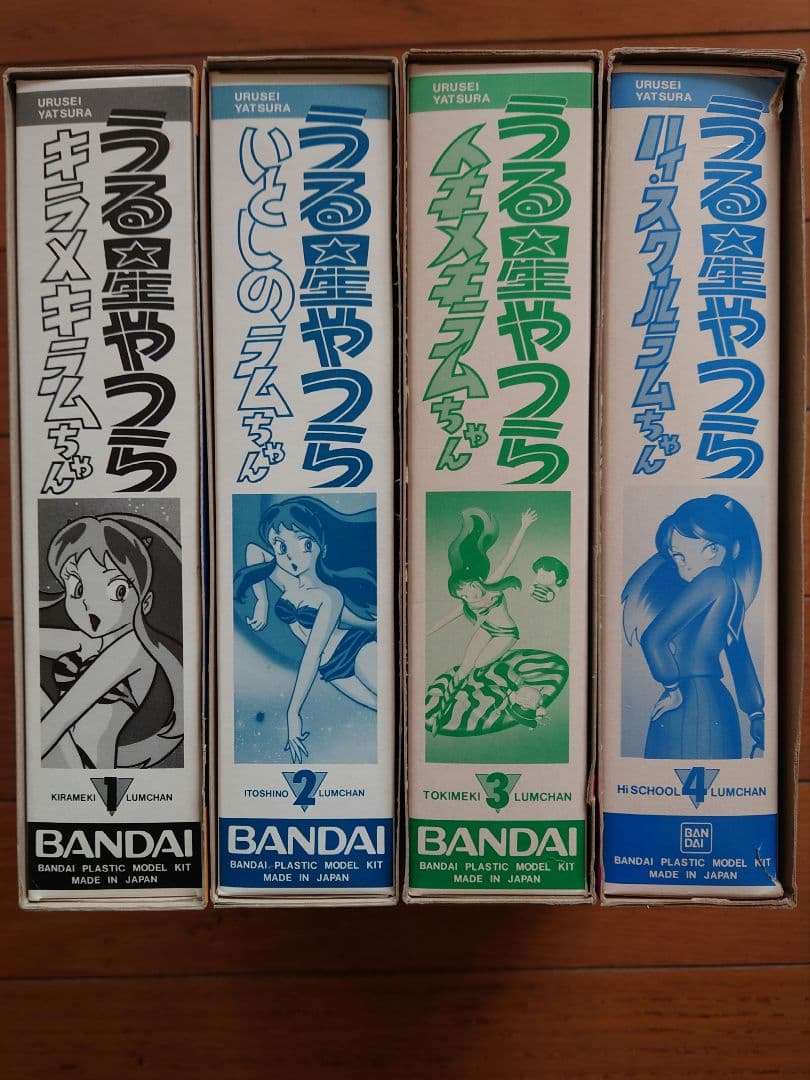 URUSEI
YATSURA
うる星やつら
キラメキラムちゃん
KIRAMEKI 1 LUMCHAN
BANDAI
BANDAI PLASTIC MODEL KIT
MADE IN JAPAN
URUSEI
YATSURA
うる星やつら
いとしのラムちゃん
ITOSHINO 2 LUMCHAN
BANDAI
BANDAI PLASTIC MODEL KIT
MADE IN JAPAN
URUSEI
YATSURA
うる星やつら
トキメキラムちゃん
TOKIMEKI 3 LUMCHAN
BANDAI
BANDAI PLASTIC MODEL KIT
MADE IN JAPAN
URUSEI
YATSURA
うる星やつら
ハイ・スクールラムちゃん
Hi SCHOOL 4 LUMCHAN
BAN
DAI
BANDAI PLASTIC MODEL KIT
MADE IN JAPAN